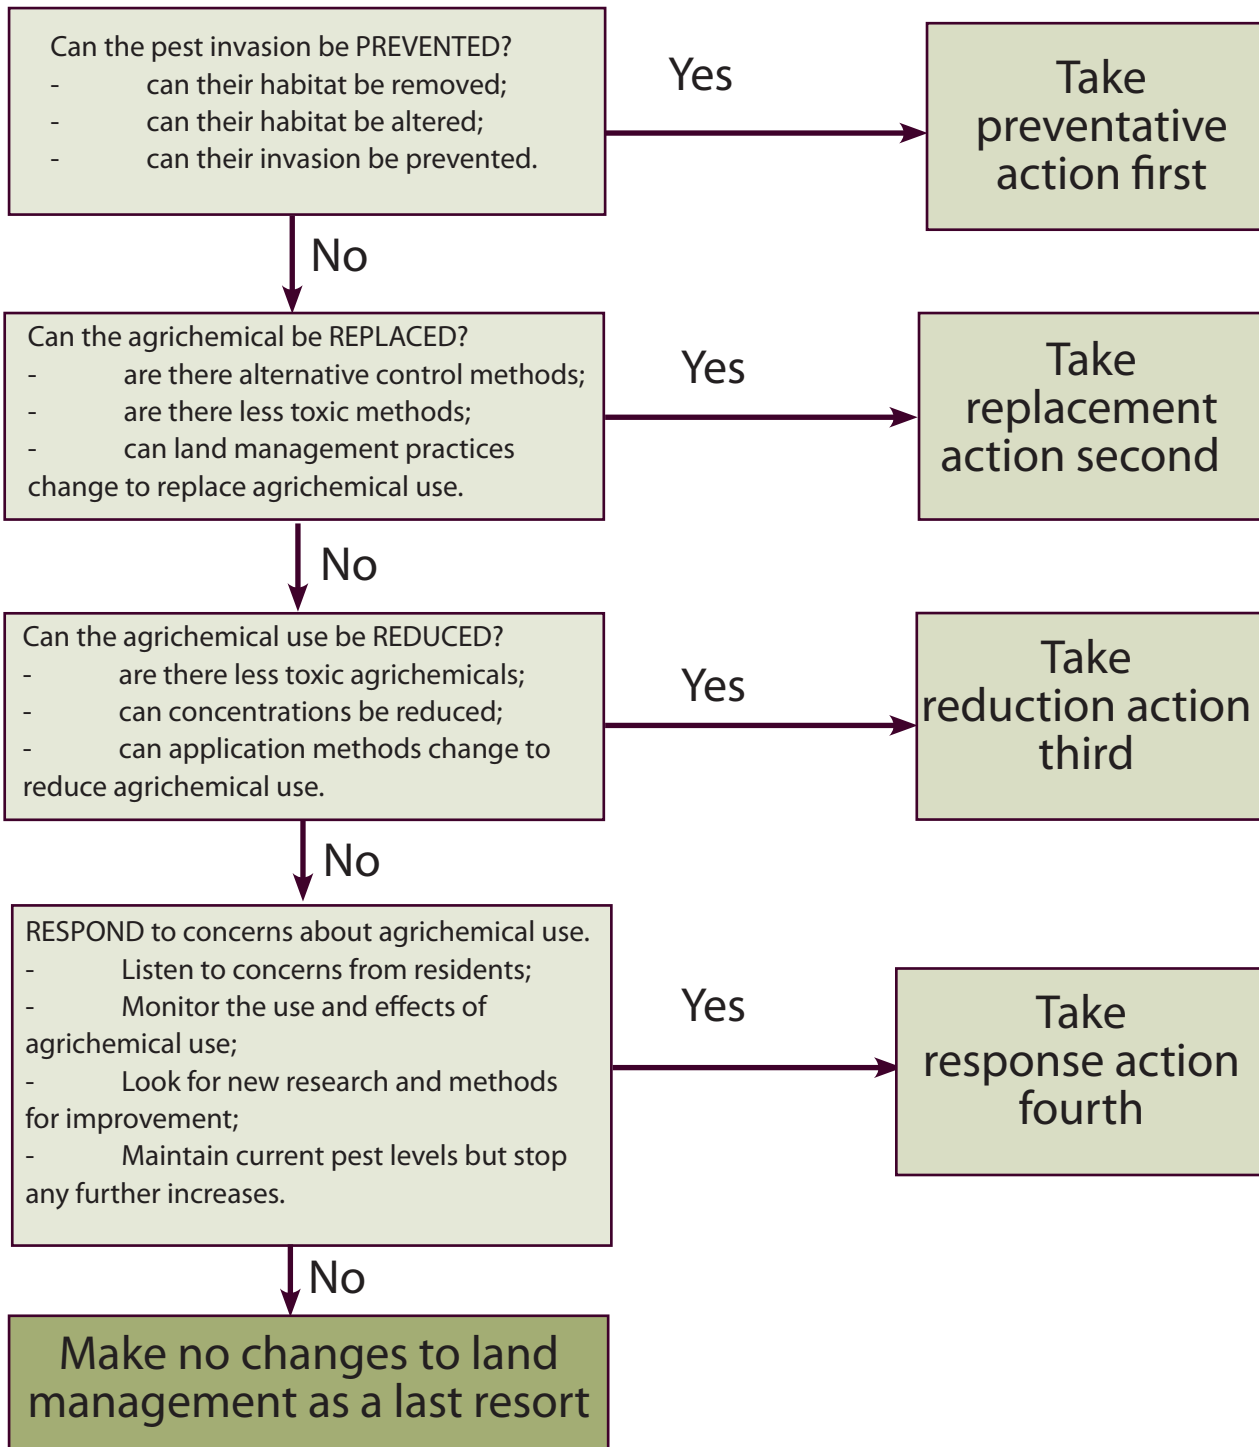 Can the pest invasion be PREVENTED?
- can their habitat be removed;
- can their habitat be altered;
- can their invasion be prevented.
Yes
Take
preventative
action first
No
Can the agrichemical be REPLACED?
- are there alternative control methods;
- are there less toxic methods;
- can land management practices
change to replace agrichemical use.
Yes
Take
replacement
action second
No
Can the agrichemical use be REDUCED?
- are there less toxic agrichemicals;
- can concentrations be reduced;
- can application methods change to
reduce agrichemical use.
Yes
Take
reduction action
third
No
RESPOND to concerns about agrichemical use.
- Listen to concerns from residents;
- Monitor the use and effects of
agrichemical use;
- Look for new research and methods
for improvement;
- Maintain current pest levels but stop
any further increases.
Yes
Take
response action
fourth
No
Make no changes to land
management as a last resort